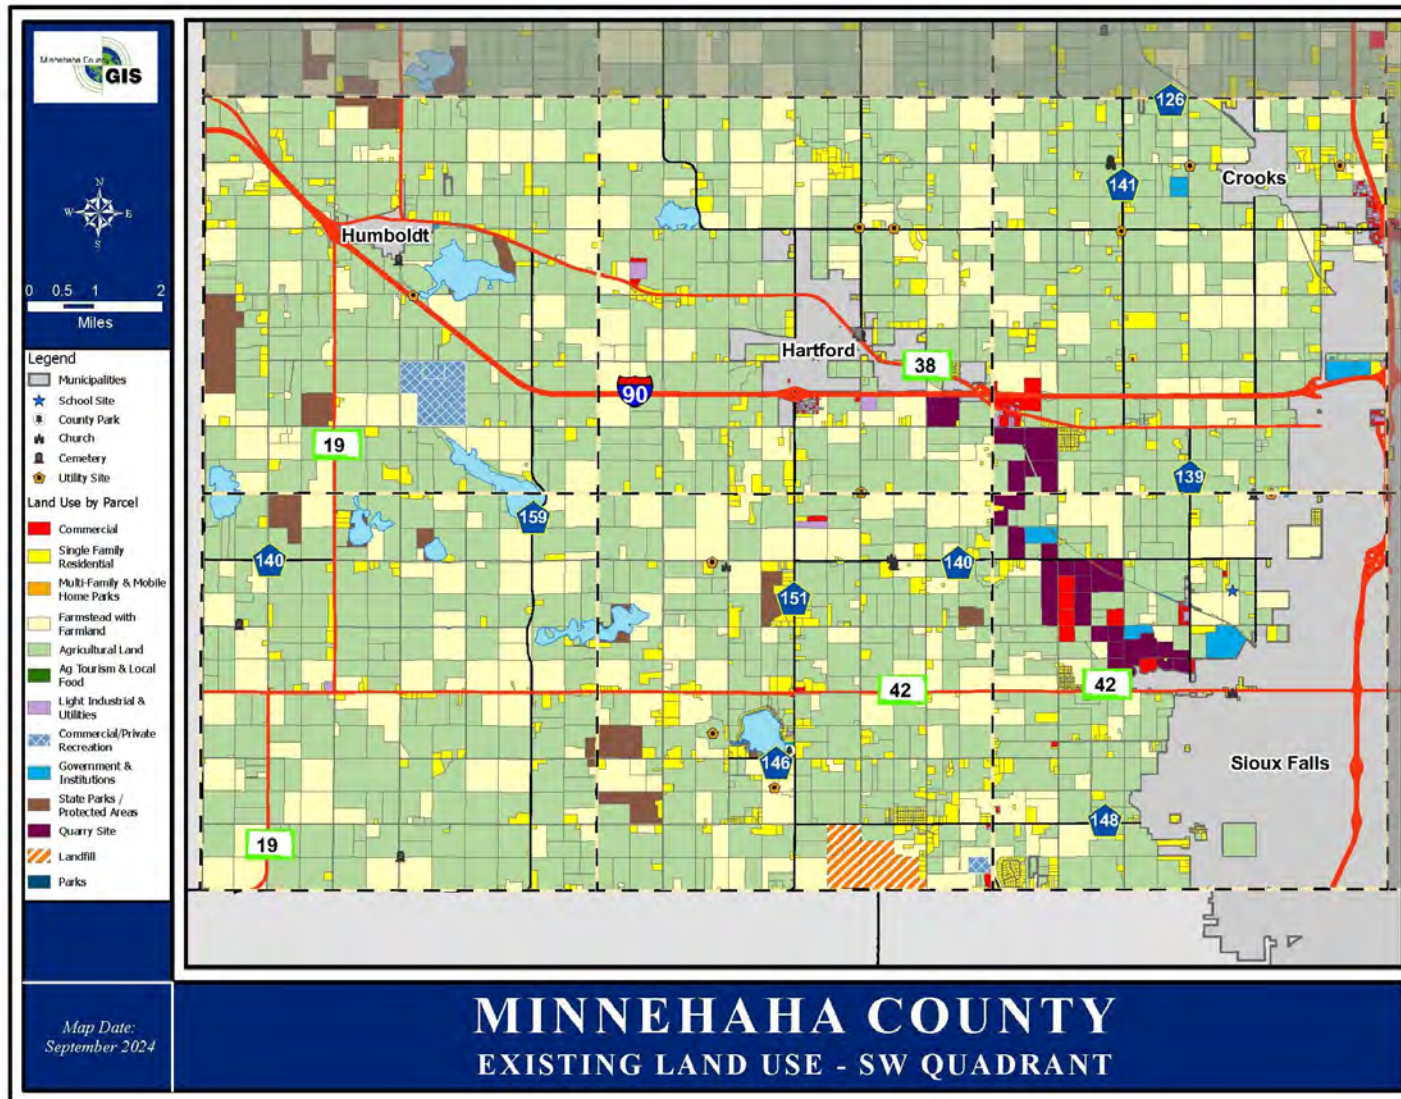 Minnehaha County
GIS
N
W
E
S
0 0.5 1 2
Miles
Legend
Municipalities
School Site
County Park
Church
Cemetery
Utility Site
Land Use by Parcel
Commercial
Single Family
Residential
Multi-Family & Mobile
Home Parks
Farmstead with
Farmland
Agricultural Land
Ag Tourism & Local
Food
Light Industrial &
Utilities
Commercial/Private
Recreation
Government &
Institutions
State Parks /
Protected Areas
Quarry Site
Landfill
Parks
126
141
Crooks
Humboldt
Hartford
38
90
19
139
159
140
140
151
42
42
146
Sioux Falls
148
19
Map Date:
September 2024
MINNEHAHA COUNTY
EXISTING LAND USE - SW QUADRANT